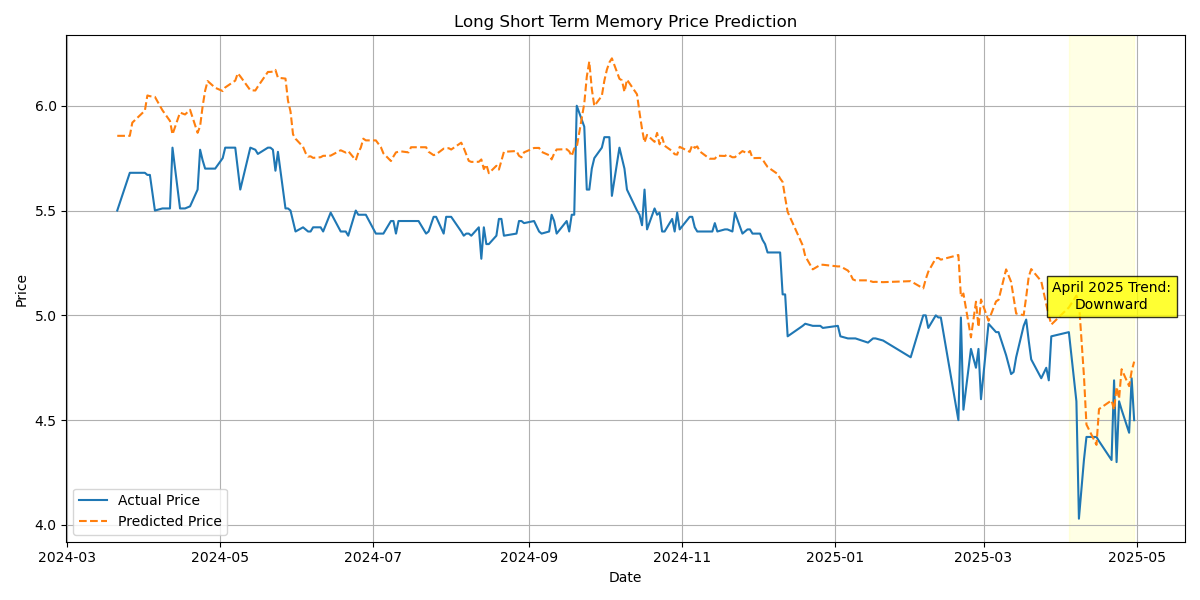 Long Short Term Memory Price Prediction
Price
6.0
5.5
5.0
4.5
4.0
April 2025 Trend:
Downward
Actual Price
Predicted Price
2024-03 2024-05 2024-07 2024-09 2024-11 2025-01 2025-03 2025-05
Date